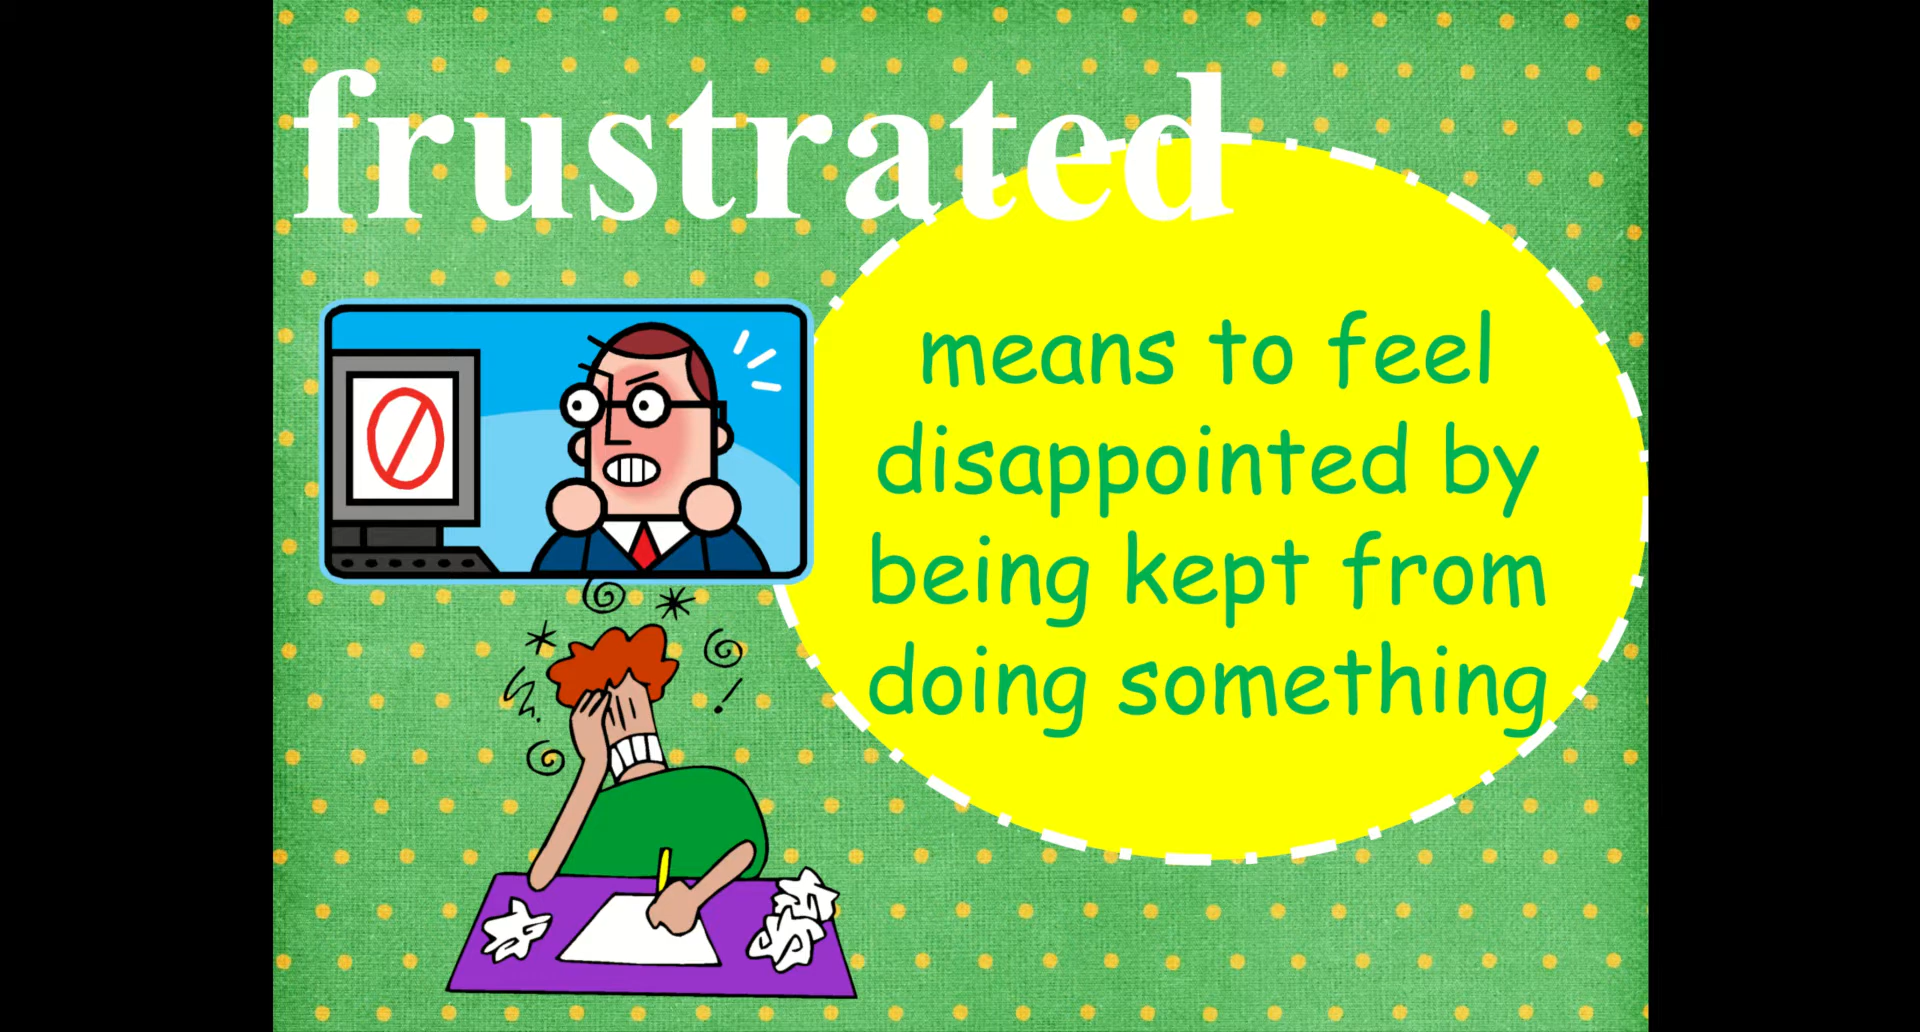 frustrated
means to feel
disappointed by
being kept from
doing something